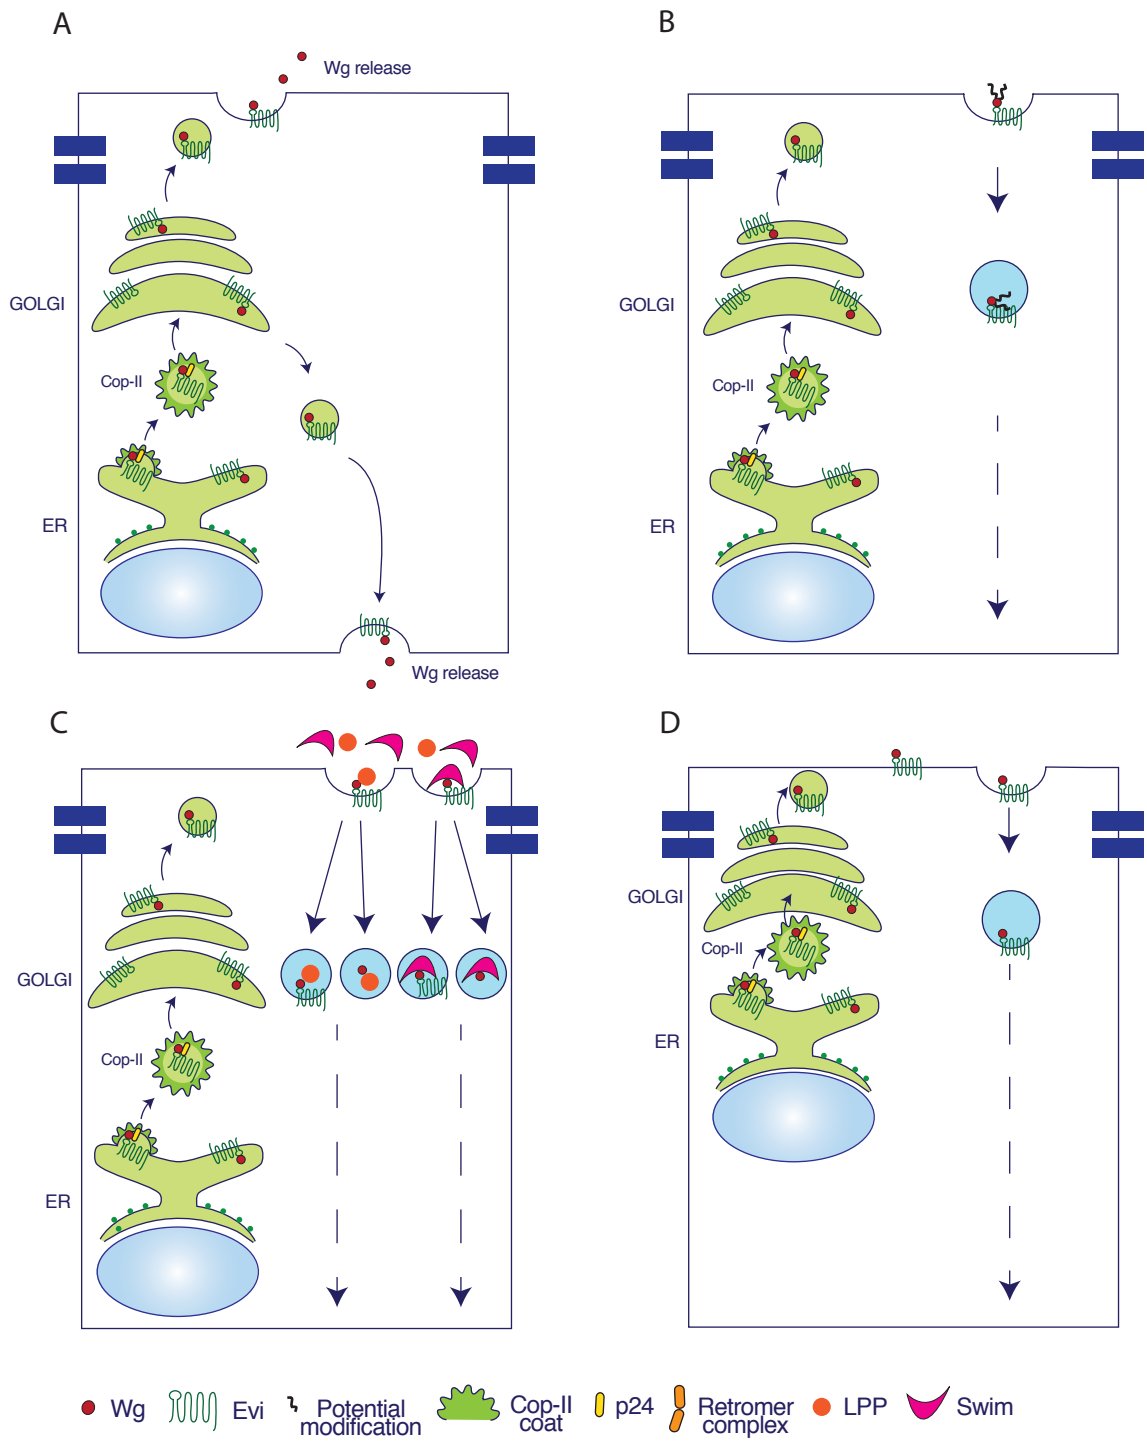 A
Wg release
GOLGI
Cop-II
ER
Wg release
B
GOLGI
Cop-II
ER
C
GOLGI
Cop-II
ER
D
GOLGI
Cop-II
ER
Wg
Evi
Potential
modification
Cop-II
coat
p24
Retromer
complex
LPP
Swim